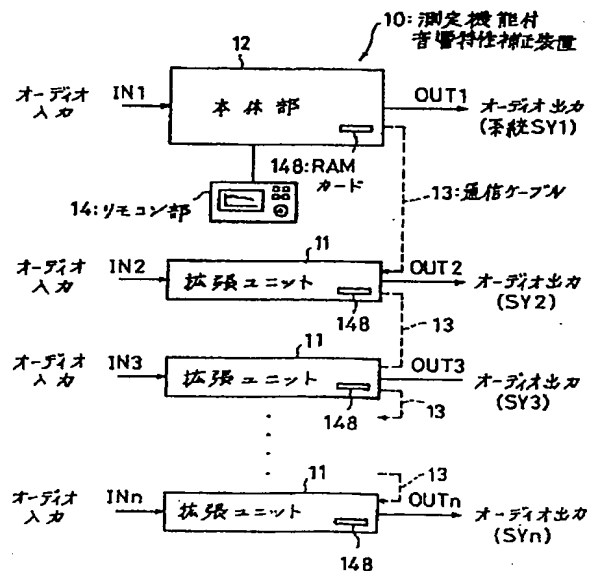 10:測定機能付
音響特性補正装置
12
オーディオ
入力
IN1
本体部
OUT1
オーディオ出力
(系統SY1)
148:RAM
カード
14:リモコン部
13:通信ケーブル
オーディオ
入力
IN2
11
拡張ユニット
148
OUT2
オーディオ出力
(SY2)
13
オーディオ
入力
IN3
11
拡張ユニット
148
OUT3
オーディオ出力
(SY3)
13
13
オーディオ
入力
INn
11
拡張ユニット
148
OUTn
オーディオ出力
(SYn)